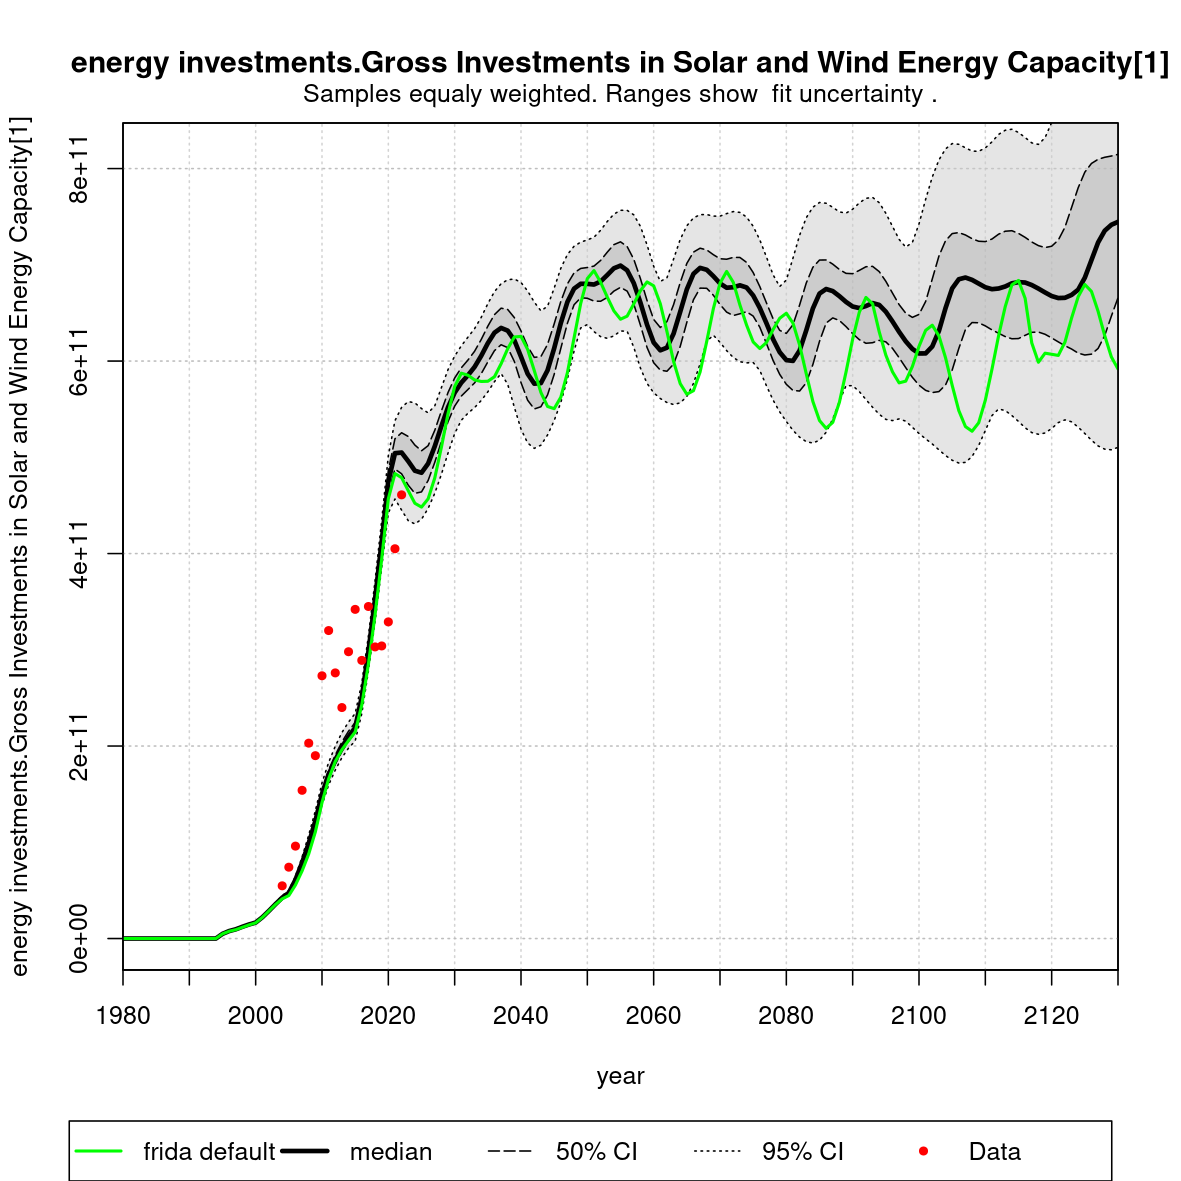 energy investments.Gross Investments in Solar and Wind Energy Capacity[1]
Samples equaly weighted. Ranges show  fit uncertainty .
energy investments.Gross Investments in Solar and Wind Energy Capacity[1]
8e+11
6e+11
4e+11
2e+11
0e+00
1980 2000 2020 2040 2060 2080 2100 2120
year
frida default median 50% CI 95% CI Data